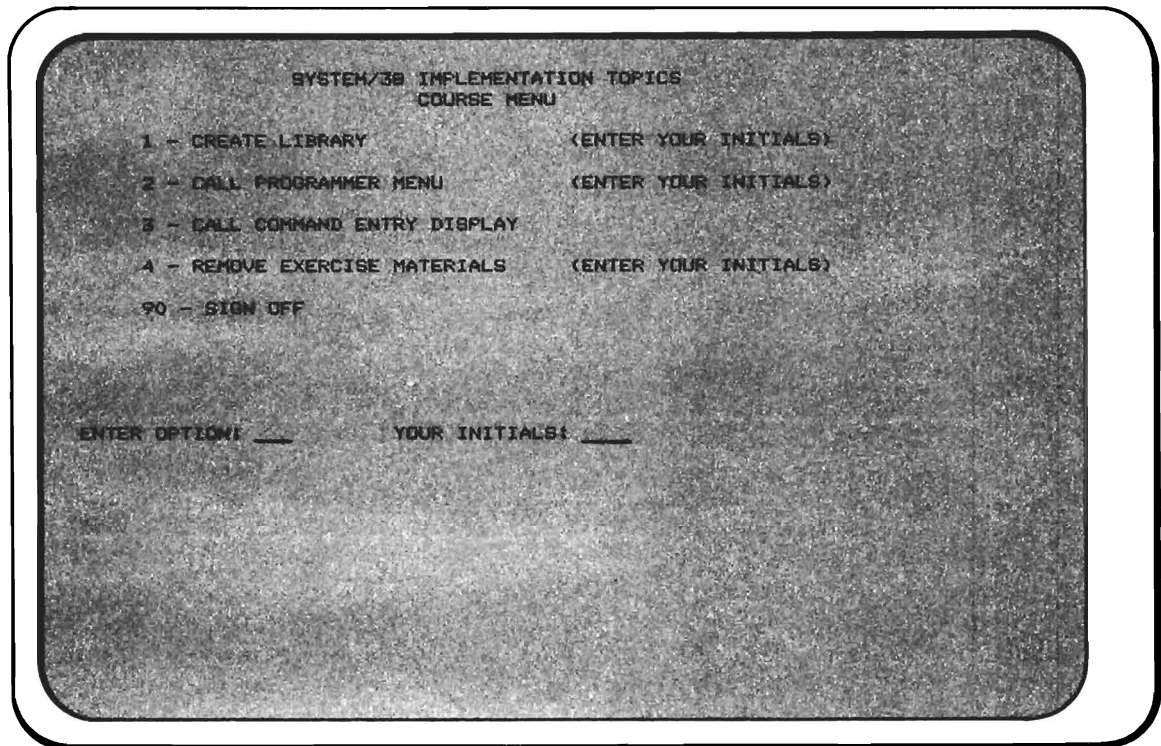 SYSTEM/38 IMPLEMENTATION TOPICS
COURSE MENU
1 - CREATE LIBRARY (ENTER YOUR INITIALS)
2 - CALL PROGRAMMER MENU (ENTER YOUR INITIALS)
3 - CALL COMMAND ENTRY DISPLAY
4 - REMOVE EXERCISE MATERIALS (ENTER YOUR INITIALS)
90 - SIGN OFF
ENTER OPTION: ___ YOUR INITIALS: ____